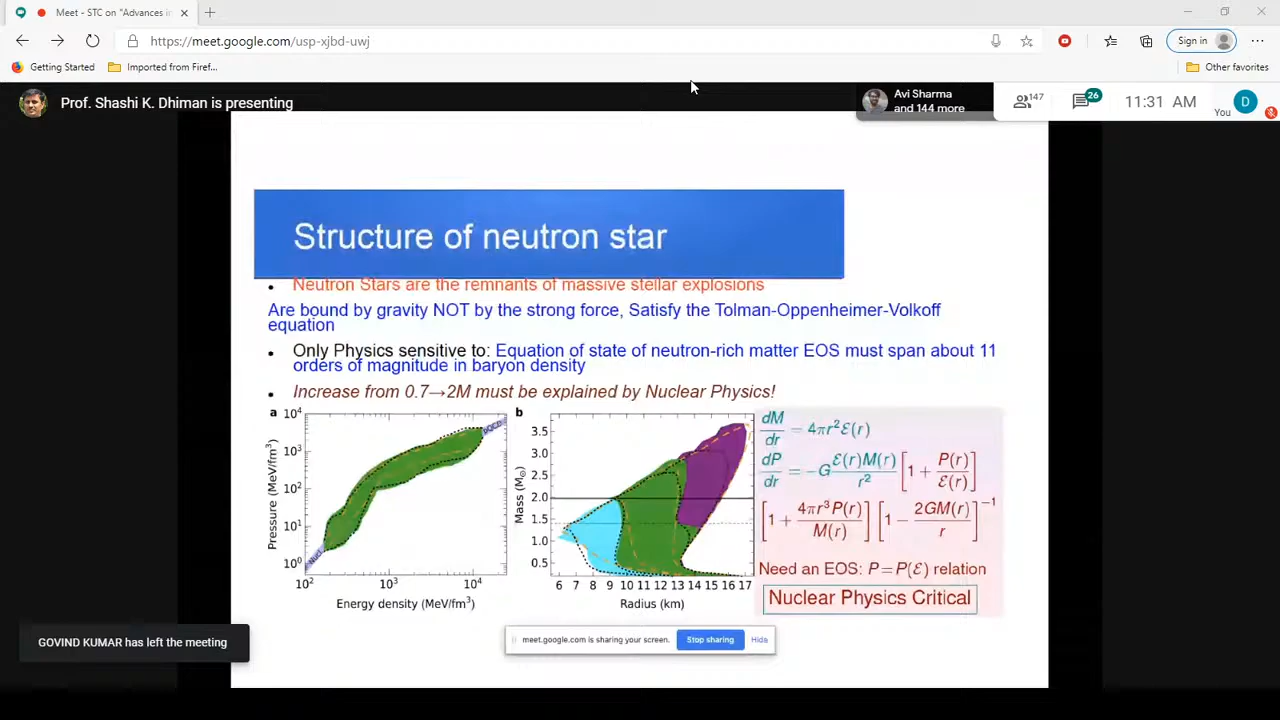 Meet - STC on "Advances in
https://meet.google.com/usp-xjbd-uwj
Sign in
Getting Started
Imported from Firef...
Other favorites
Prof. Shashi K. Dhiman is presenting
Avi Sharma
and 144 more
147
26
11:31 AM
You
D
Structure of neutron star
• Neutron Stars are the remnants of massive stellar explosions
Are bound by gravity NOT by the strong force, Satisfy the Tolman-Oppenheimer-Volkoff
equation
• Only Physics sensitive to: Equation of state of neutron-rich matter EOS must span about 11
orders of magnitude in baryon density
• Increase from 0.7→2M must be explained by Nuclear Physics!
a
10⁴
10³
10²
10¹
10⁰
Pressure (MeV/fm³)
Nucl.
pQCD
10² 10³ 10⁴
Energy density (MeV/fm³)
b
3.5
3.0
2.5
2.0
1.5
1.0
0.5
Mass (M⊙)
6 7 8 9 10 11 12 13 14 15 16 17
Radius (km)
dM/dr = 4πr²ℰ(r)
dP/dr = -G ℰ(r)M(r)/r² [1 + P(r)/ℰ(r)]
[1 + 4πr³P(r)/M(r)] [1 - 2GM(r)/r]⁻¹
Need an EOS: P=P(ℰ) relation
Nuclear Physics Critical
meet.google.com is sharing your screen.
Stop sharing
Hide
GOVIND KUMAR has left the meeting